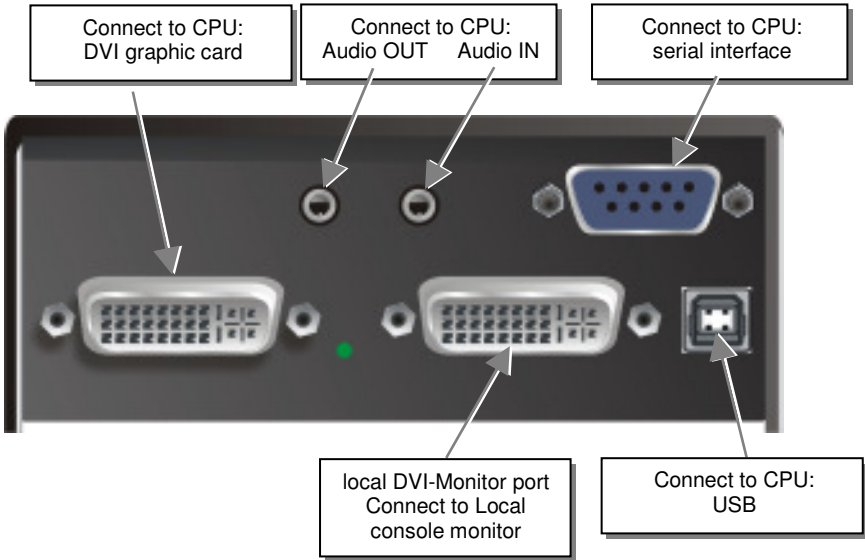 Connect to CPU:
DVI graphic card
Connect to CPU:
Audio OUT Audio IN
Connect to CPU:
serial interface
local DVI-Monitor port
Connect to Local
console monitor
Connect to CPU:
USB